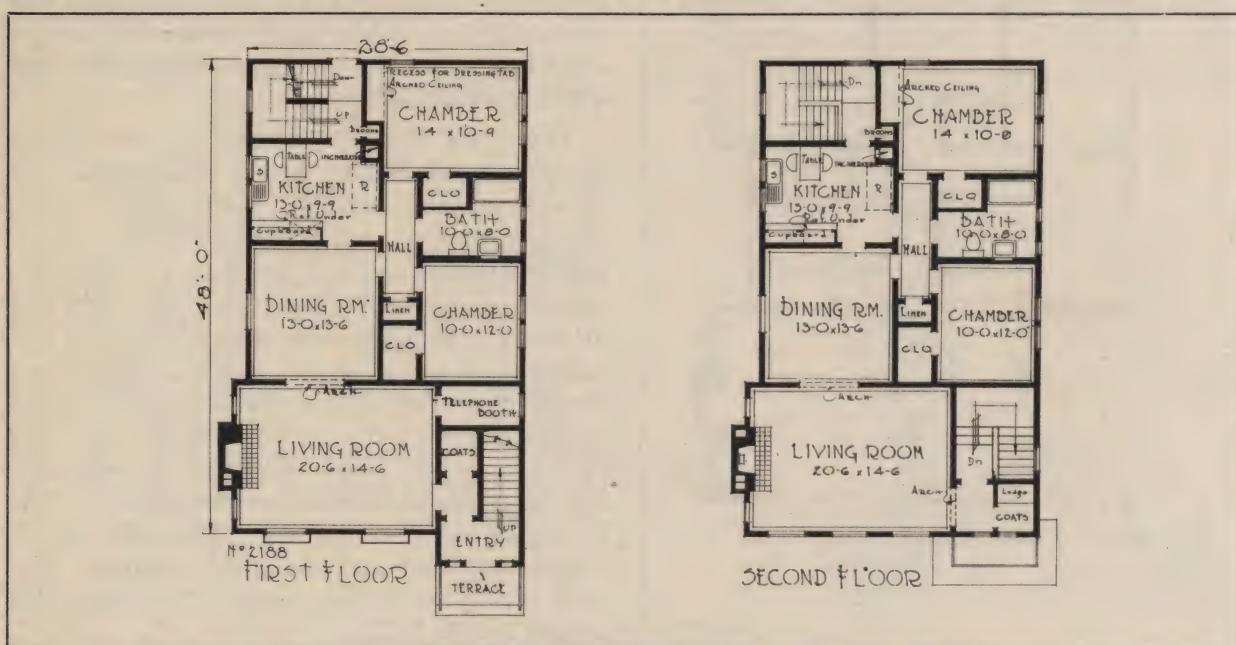 28-6
48'-0"
Down
UP
RECESS FOR DRESSING TAB
ARCHED CEILING
CHAMBER
14 x 10-9
BROOMS
TABLE
INCINERATOR
S
KITCHEN
13-0 x 9-9
R
Ref. Under
Cupboard
CLO
BATH
10-0 x 8-0
HALL
DINING RM.
13-0 x 13-6
LINEN
CHAMBER
10-0 x 12-0
CLO
ARCH
TELEPHONE
BOOTH
LIVING ROOM
20-6 x 14-6
COATS
UP
ENTRY
TERRACE
No 2188
FIRST FLOOR
Dn
ARCHED CEILING
CHAMBER
14 x 10-8
BROOMS
TABLE
INCINERATOR
S
KITCHEN
13-0 x 9-9
R
Ref. Under
Cupboard
CLO
BATH
10-0 x 8-0
HALL
DINING RM.
13-0 x 13-6
LINEN
CHAMBER
10-0 x 12-0
CLO
ARCH
LIVING ROOM
20-6 x 14-6
Dn
ARCH
Ledge
COATS
SECOND FLOOR